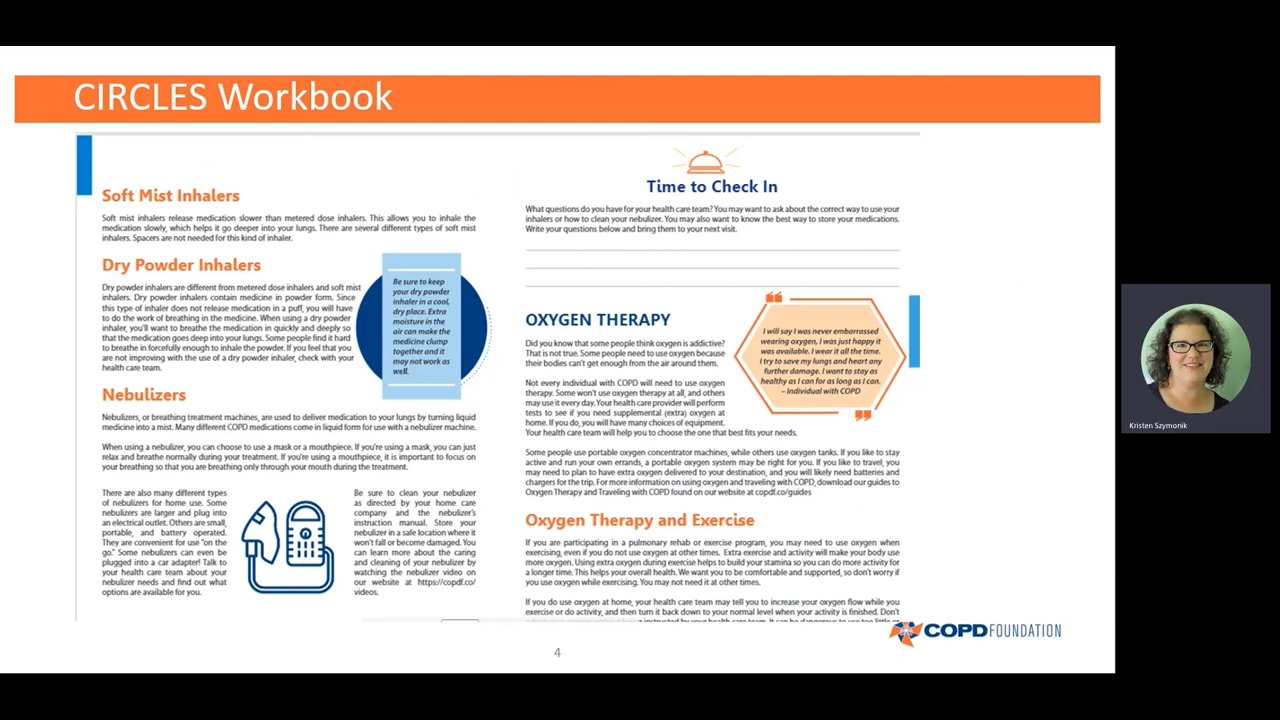 CIRCLES Workbook
Soft Mist Inhalers
Soft mist inhalers release medication slower than metered dose inhalers. This allows you to inhale the
medication slowly, which helps it go deeper into your lungs. There are several different types of soft mist
inhalers. Spacers are not needed for this kind of inhaler.
Dry Powder Inhalers
Dry powder inhalers are different from metered dose inhalers and soft mist
inhalers. Dry powder inhalers contain medicine in powder form. Since
this type of inhaler does not release medication in a puff, you will have
to do the work of breathing in the medicine. When using a dry powder
inhaler, you'll want to breathe the medication in quickly and deeply so
that the medication goes deep into your lungs. Some people find it hard
to breathe in forcefully enough to inhale the powder. If you feel that you
are not improving with the use of a dry powder inhaler, check with your
health care team.
Be sure to keep
your dry powder
inhaler in a cool,
dry place. Extra
moisture in the
air can make the
medicine clump
together and it
may not work as
well.
Nebulizers
Nebulizers, or breathing treatment machines, are used to deliver medication to your lungs by turning liquid
medicine into a mist. Many different COPD medications come in liquid form for use with a nebulizer machine.
When using a nebulizer, you can choose to use a mask or a mouthpiece. If you're using a mask, you can just
relax and breathe normally during your treatment. If you're using a mouthpiece, it is important to focus on
your breathing so that you are breathing only through your mouth during the treatment.
There are also many different types
of nebulizers for home use. Some
nebulizers are larger and plug into
an electrical outlet. Others are small,
portable, and battery operated.
They are convenient for use "on the
go." Some nebulizers can even be
plugged into a car adapter! Talk to
your health care team about your
nebulizer needs and find out what
options are available for you.
Be sure to clean your nebulizer
as directed by your home care
company and the nebulizer's
instruction manual. Store your
nebulizer in a safe location where it
won't fall or become damaged. You
can learn more about the caring
and cleaning of your nebulizer by
watching the nebulizer video on
our website at https://copdf.co/
videos.
Time to Check In
What questions do you have for your health care team? You may want to ask about the correct way to use your
inhalers or how to clean your nebulizer. You may also want to know the best way to store your medications.
Write your questions below and bring them to your next visit.
OXYGEN THERAPY
Did you know that some people think oxygen is addictive?
That is not true. Some people need to use oxygen because
their bodies can't get enough from the air around them.
Not every individual with COPD will need to use oxygen
therapy. Some won't use oxygen therapy at all, and others
may use it every day. Your health care provider will perform
tests to see if you need supplemental (extra) oxygen at
home. If you do, you will have many choices of equipment.
Your health care team will help you to choose the one that best fits your needs.
I will say I was never embarrassed
wearing oxygen, I was just happy it
was available. I wear it all the time.
I try to save my lungs and heart any
further damage. I want to stay as
healthy as I can for as long as I can.
– Individual with COPD
Some people use portable oxygen concentrator machines, while others use oxygen tanks. If you like to stay
active and run your own errands, a portable oxygen system may be right for you. If you like to travel, you
may need to plan to have extra oxygen delivered to your destination, and you will likely need batteries and
chargers for the trip. For more information on using oxygen and traveling with COPD, download our guides to
Oxygen Therapy and Traveling with COPD found on our website at copdf.co/guides
Oxygen Therapy and Exercise
If you are participating in a pulmonary rehab or exercise program, you may need to use oxygen when
exercising, even if you do not use oxygen at other times. Extra exercise and activity will make your body use
more oxygen. Using extra oxygen during exercise helps to build your stamina so you can do more activity for
a longer time. This helps your overall health. We want you to be comfortable and supported, so don't worry if
you use oxygen while exercising. You may not need it at other times.
If you do use oxygen at home, your health care team may tell you to increase your oxygen flow while you
exercise or do activity, and then turn it back down to your normal level when your activity is finished. Don't
COPD FOUNDATION
4
Kristen Szymonik